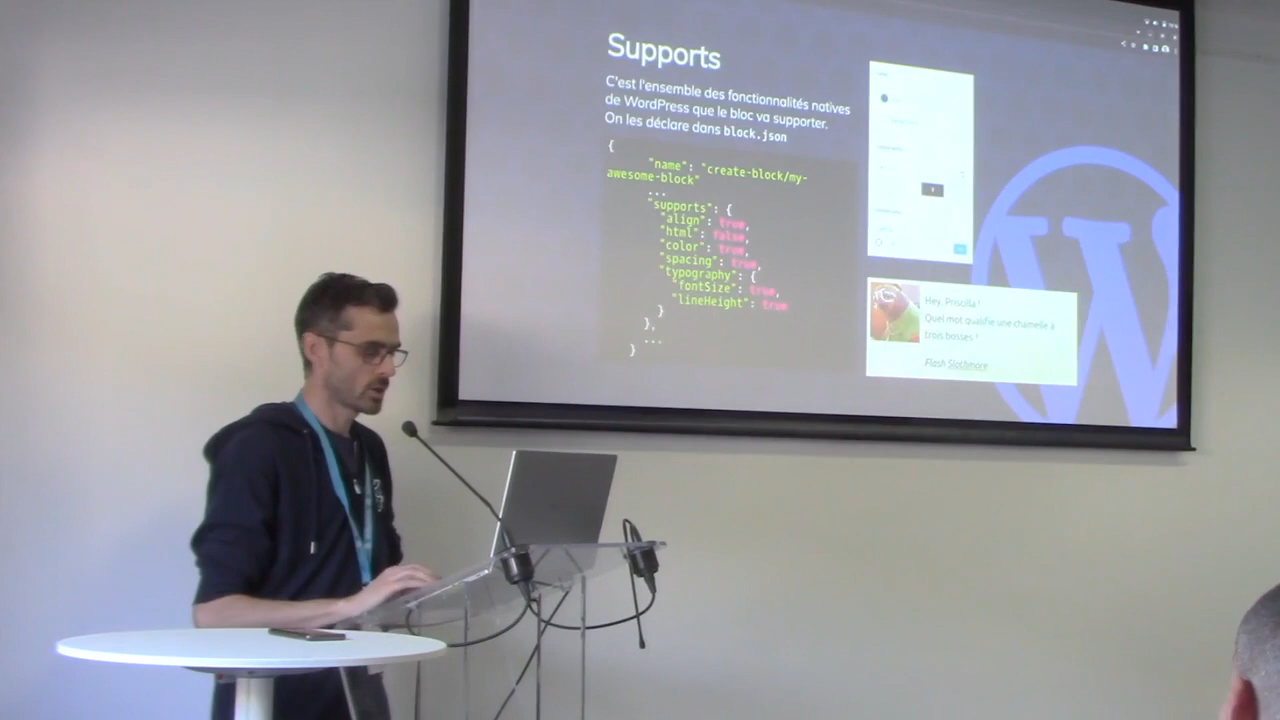 Supports
C'est l'ensemble des fonctionnalités natives
de WordPress que le bloc va supporter.
On les déclare dans block.json
{
"name": "create-block/my-
awesome-block"
...
"supports": {
"align": true,
"html": false,
"color": true,
"spacing": true,
"typography": {
"fontSize": true,
"lineHeight": true
}
},
...
}
Hey, Priscilla !
Quel mot qualifie une chamelle à
trois bosses ?
Flash Slothmore